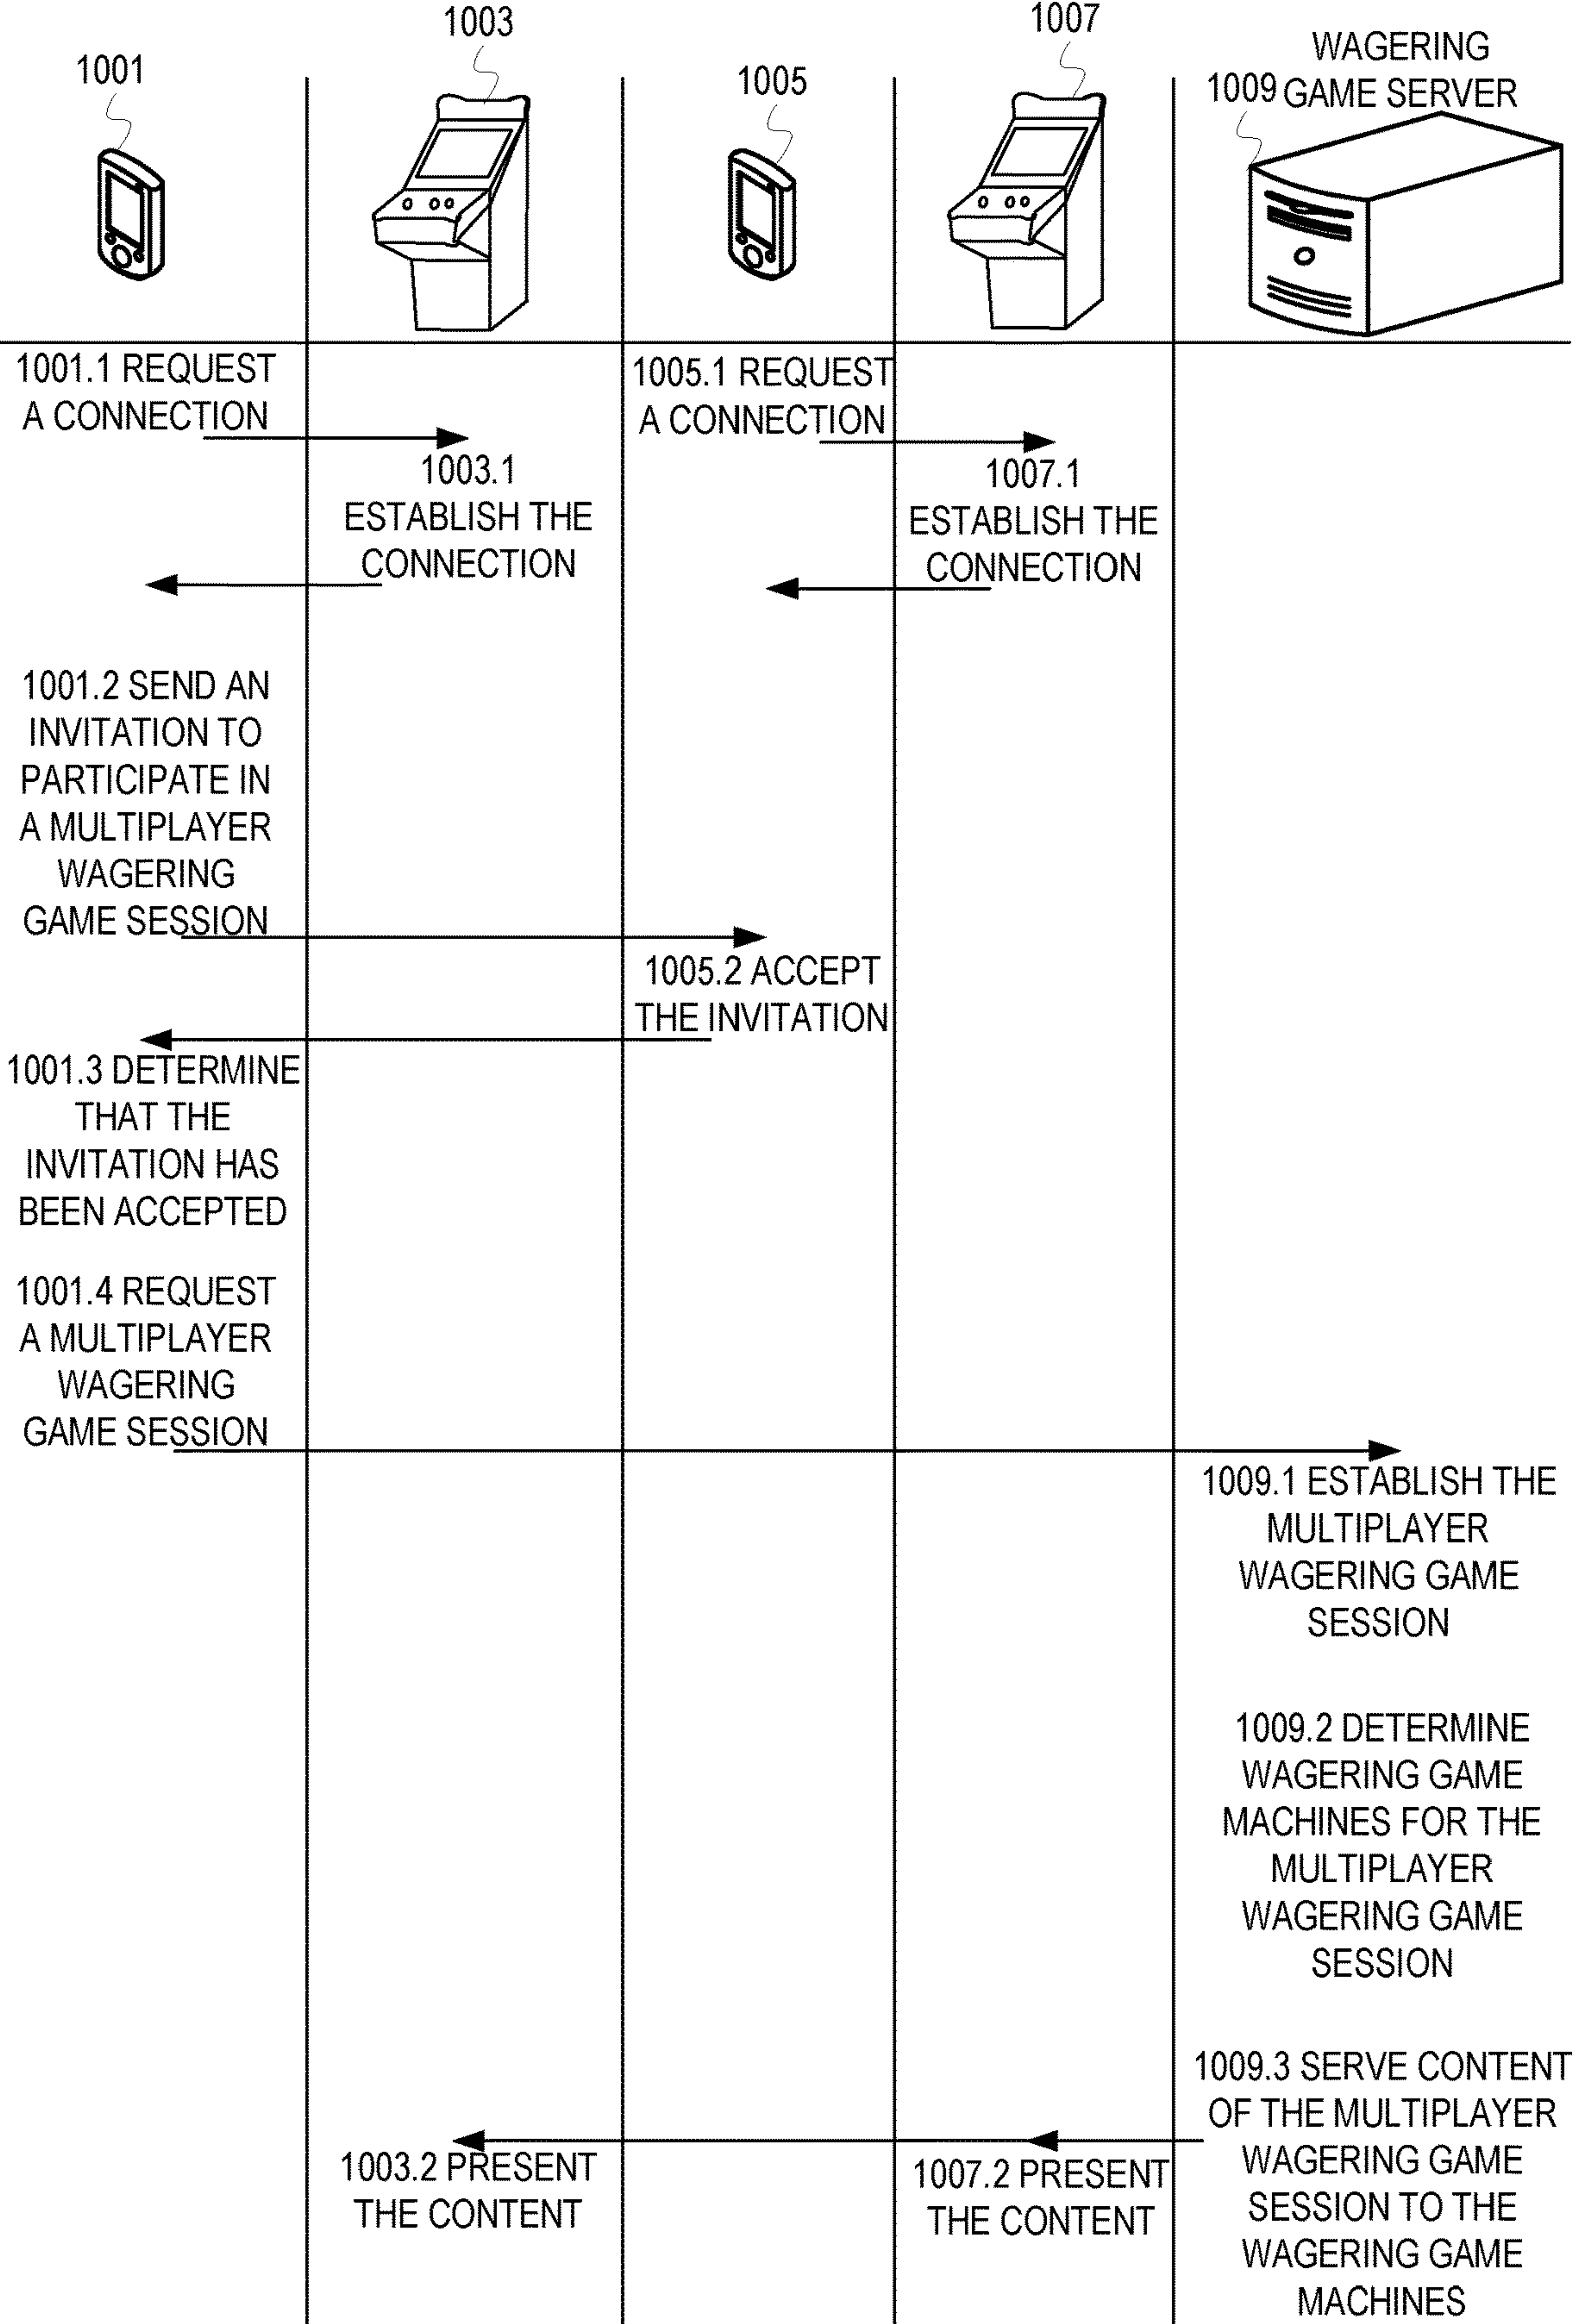 1003
1007
WAGERING
1001
1005
1009 GAME SERVER
1001.1 REQUEST
A CONNECTION
1005.1 REQUEST
A CONNECTION
1003.1
ESTABLISH THE
CONNECTION
1007.1
ESTABLISH THE
CONNECTION
1001.2 SEND AN
INVITATION TO
PARTICIPATE IN
A MULTIPLAYER
WAGERING
GAME SESSION
1005.2 ACCEPT
THE INVITATION
1001.3 DETERMINE
THAT THE
INVITATION HAS
BEEN ACCEPTED
1001.4 REQUEST
A MULTIPLAYER
WAGERING
GAME SESSION
1009.1 ESTABLISH THE
MULTIPLAYER
WAGERING GAME
SESSION
1009.2 DETERMINE
WAGERING GAME
MACHINES FOR THE
MULTIPLAYER
WAGERING GAME
SESSION
1009.3 SERVE CONTENT
OF THE MULTIPLAYER
WAGERING GAME
SESSION TO THE
WAGERING GAME
MACHINES
1003.2 PRESENT
THE CONTENT
1007.2 PRESENT
THE CONTENT